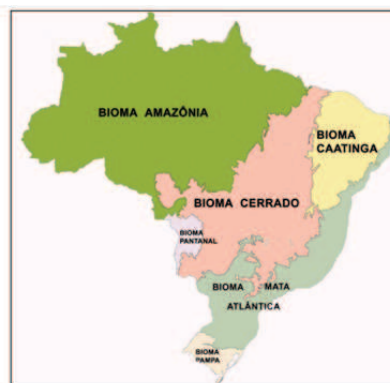 BIOMA AMAZÔNIA
BIOMA
CAATINGA
BIOMA CERRADO
BIOMA
PANTANAL
BIOMA MATA
ATLÂNTICA
BIOMA
PAMPA